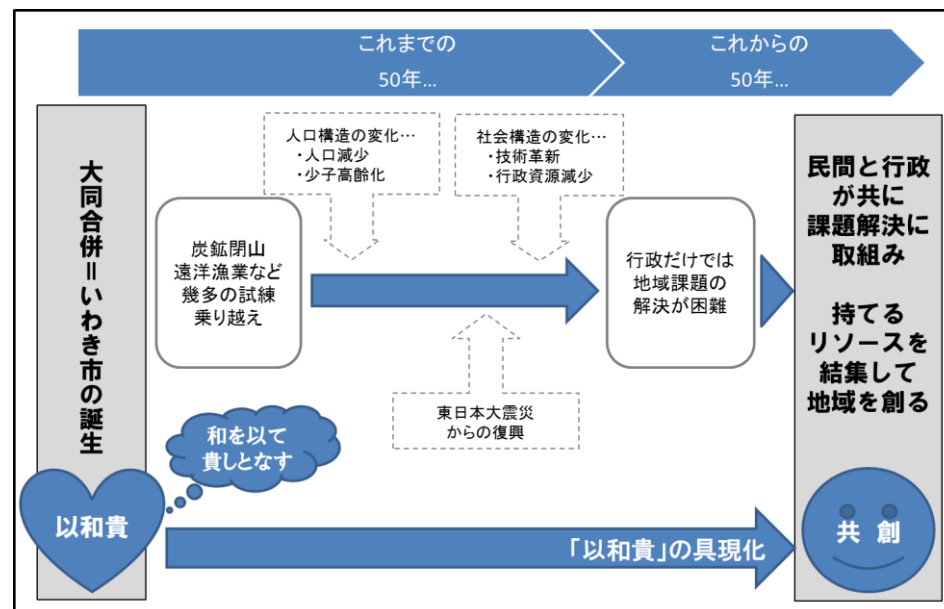 これまでの
50年…
これからの
50年…
大同合併＝いわき市の誕生
人口構造の変化…
・人口減少
・少子高齢化
社会構造の変化…
・技術革新
・行政資源減少
炭鉱閉山
遠洋漁業など
幾多の試練
乗り越え
行政だけでは
地域課題の
解決が困難
東日本大震災
からの復興
民間と行政
が共に
課題解決に
取組み
持てる
リソースを
結集して
地域を創る
和を以て
貴しとなす
以和貴
「以和貴」の具現化
共 創